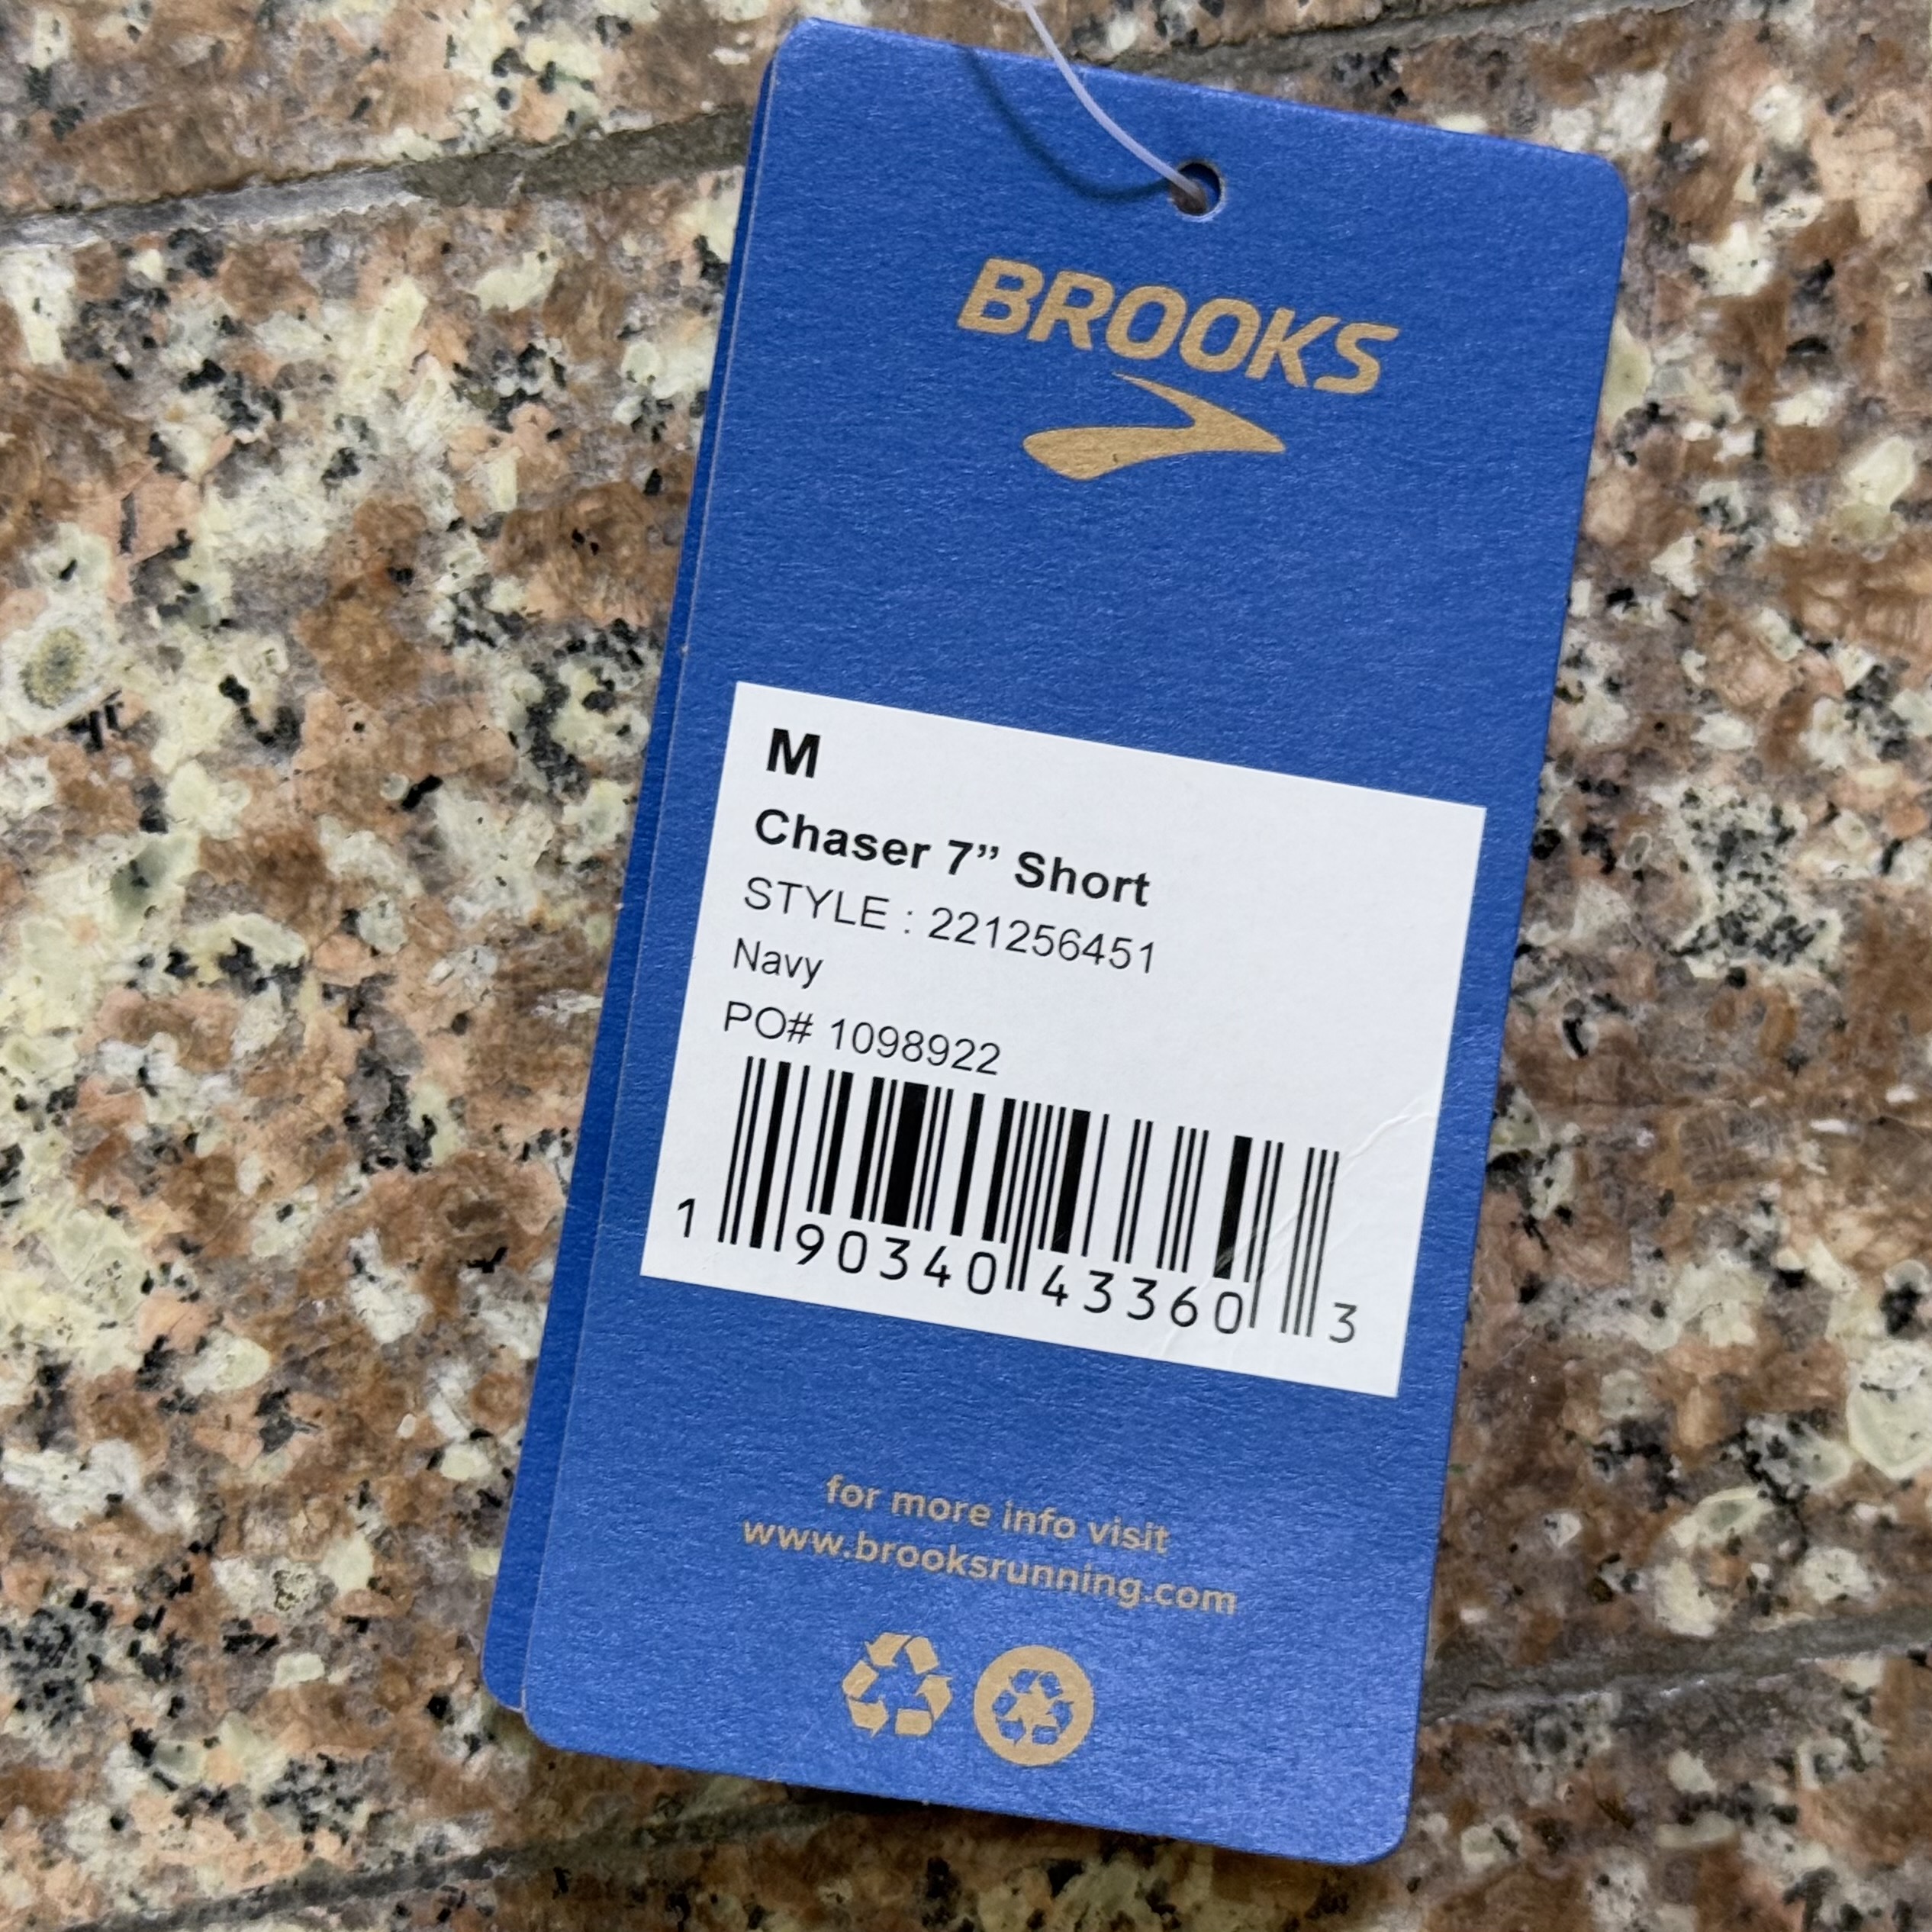 BROOKS
M
Chaser 7” Short
STYLE : 221256451
Navy
PO# 1098922
1 90340 43360 3
for more info visit
www.brooksrunning.com